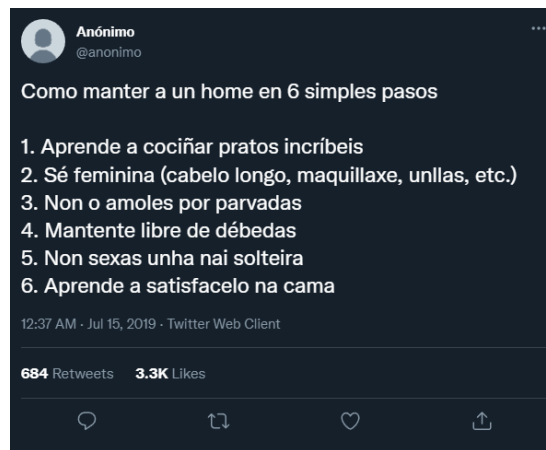 Anónimo
@anonimo
Como manter a un home en 6 simples pasos
1. Aprende a cociñar pratos incríbeis
2. Sé feminina (cabelo longo, maquillaxe, unllas, etc.)
3. Non o amoles por parvadas
4. Mantente libre de débedas
5. Non sexas unha nai solteira
6. Aprende a satisfacelo na cama
12:37 AM · Jul 15, 2019 · Twitter Web Client
684 Retweets 3.3K Likes